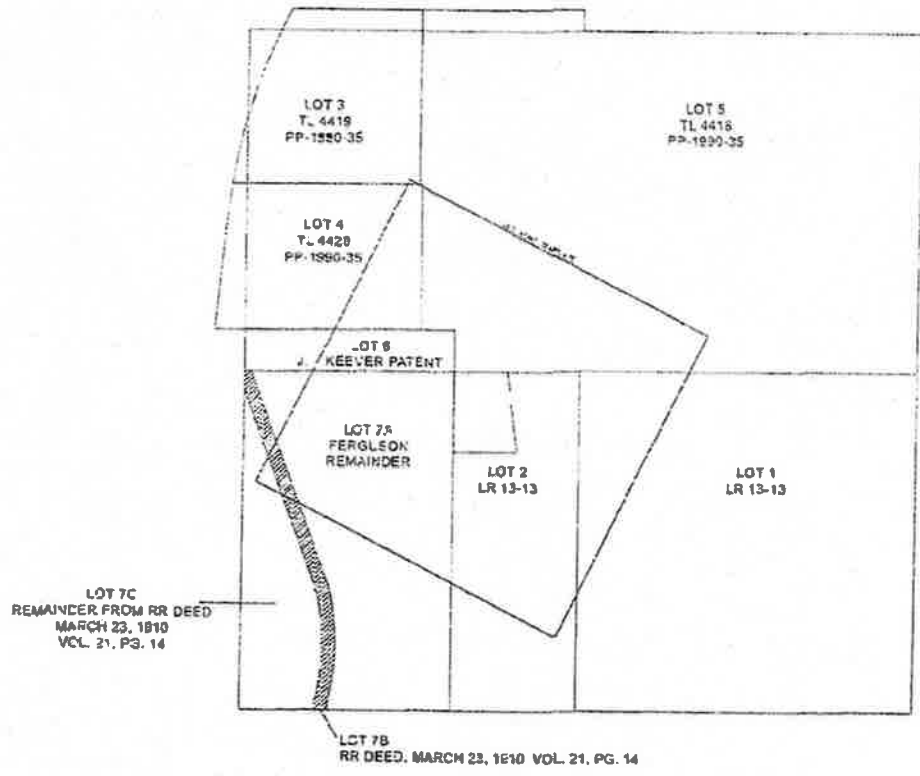 LOT 3
TL 4419
PP-1990-35
LOT 5
TL 4418
PP-1990-35
LOT 4
TL 4420
PP-1990-35
LOT 6
J. KEEVER PATENT
LOT 7A
FERGUSON
REMAINDER
LOT 2
LR 13-13
LOT 1
LR 13-13
LOT 7C
REMAINDER FROM RR DEED
MARCH 23, 1910
VOL. 21, PG. 14
LOT 7B
RR DEED, MARCH 23, 1910 VOL. 21, PG. 14